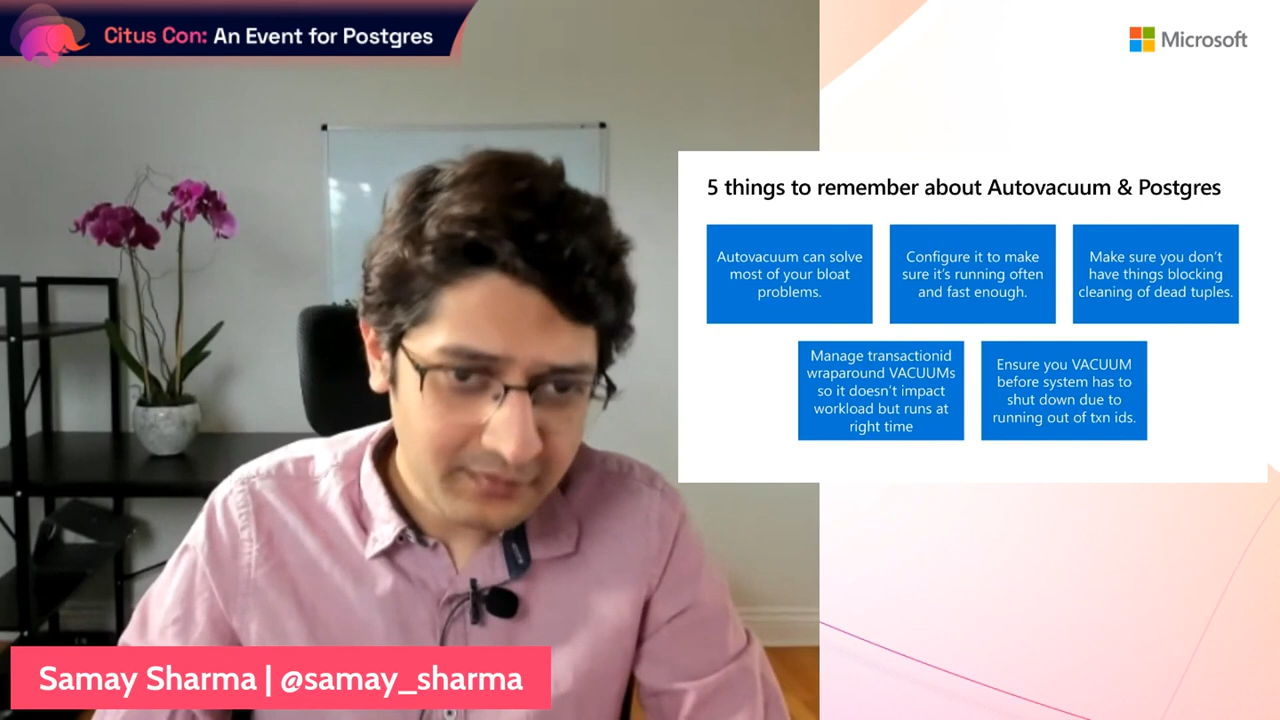 Citus Con: An Event for Postgres
Microsoft
5 things to remember about Autovacuum & Postgres
Autovacuum can solve
most of your bloat
problems.
Configure it to make
sure it's running often
and fast enough.
Make sure you don't
have things blocking
cleaning of dead tuples.
Manage transactionid
wraparound VACUUMs
so it doesn't impact
workload but runs at
right time
Ensure you VACUUM
before system has to
shut down due to
running out of txn ids.
Samay Sharma | @samay_sharma